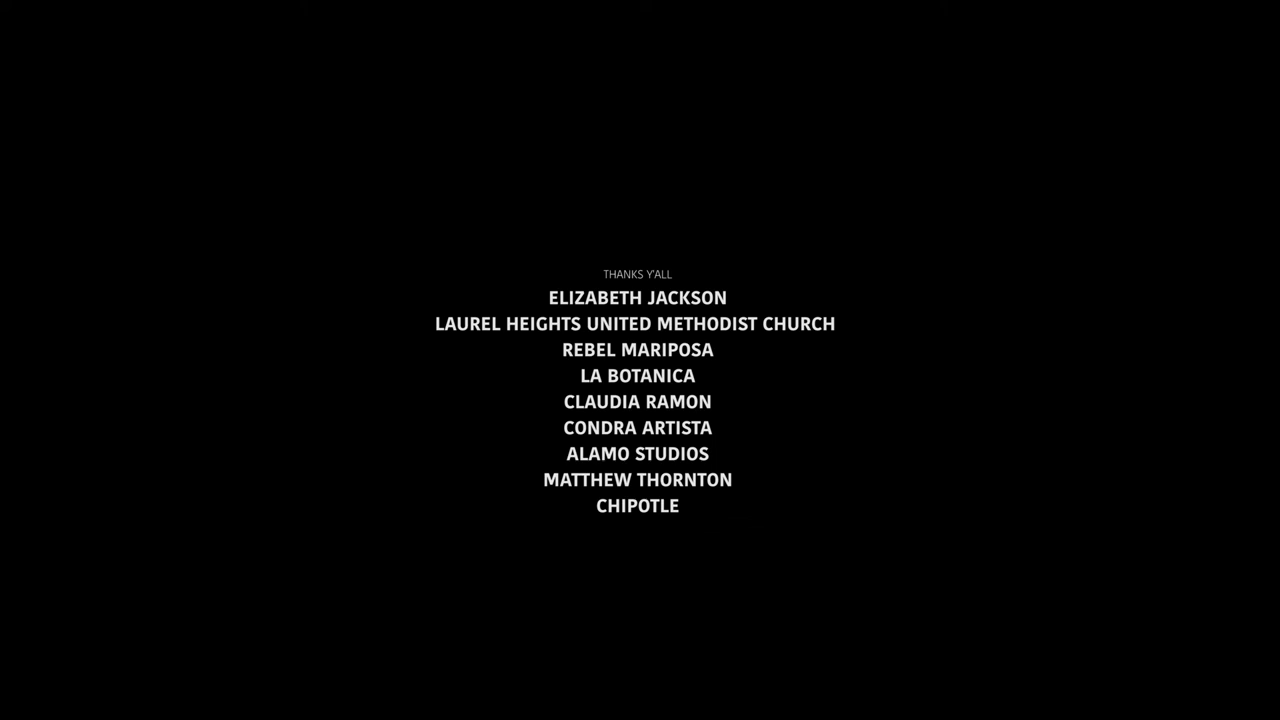 THANKS Y'ALL
ELIZABETH JACKSON
LAUREL HEIGHTS UNITED METHODIST CHURCH
REBEL MARIPOSA
LA BOTANICA
CLAUDIA RAMON
CONDRA ARTISTA
ALAMO STUDIOS
MATTHEW THORNTON
CHIPOTLE